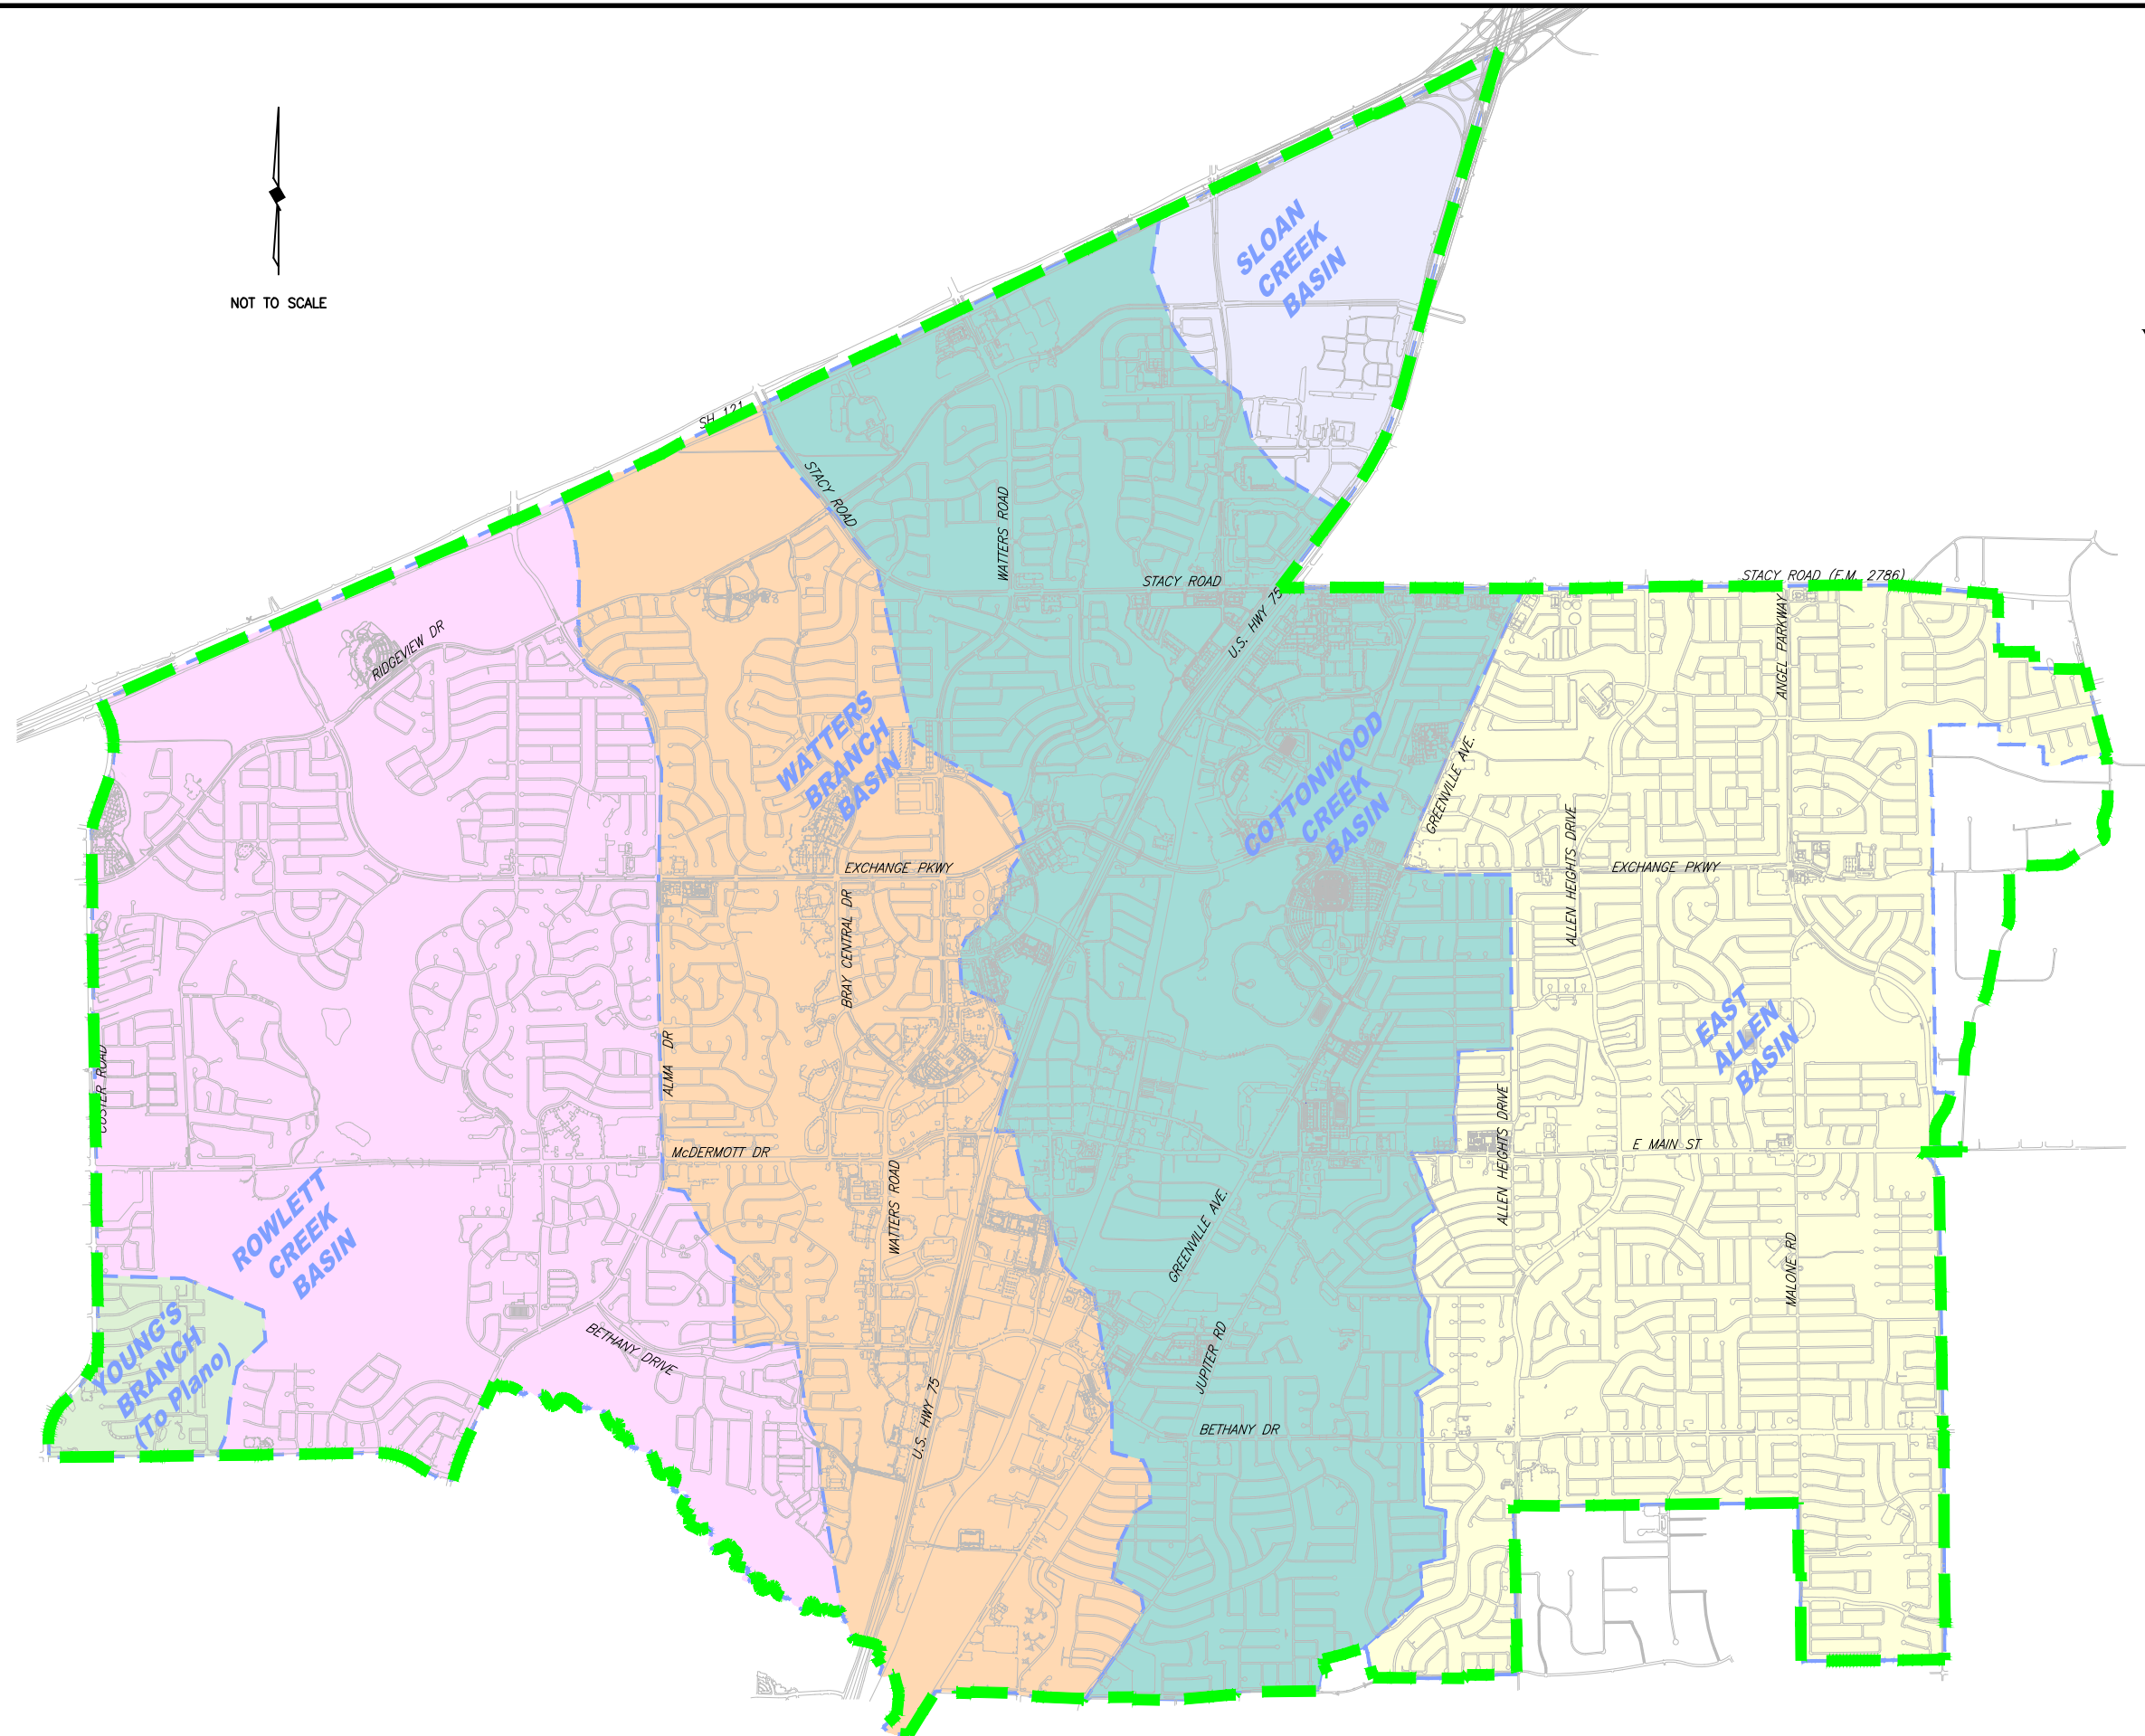 NOT TO SCALE
SLOAN
CREEK
BASIN
SH 121
STACY ROAD
WATTERS ROAD
STACY ROAD
STACY ROAD (F.M. 2786)
U.S. HWY 75
ANGEL PARKWAY
RIDGEVIEW DR
WATTERS
BRANCH
BASIN
COTTONWOOD
CREEK
BASIN
GREENVILLE AVE.
ALLEN HEIGHTS DRIVE
EXCHANGE PKWY
EXCHANGE PKWY
BRAY CENTRAL DR
EAST
ALLEN
BASIN
CUSTER ROAD
ALMA DR
ALLEN HEIGHTS DRIVE
McDERMOTT DR
E MAIN ST
WATTERS ROAD
ROWLETT
CREEK
BASIN
GREENVILLE AVE.
MALONE RD
YOUNG'S
BRANCH
(To Plano)
BETHANY DRIVE
JUPITER RD
U.S. HWY 75
BETHANY DR